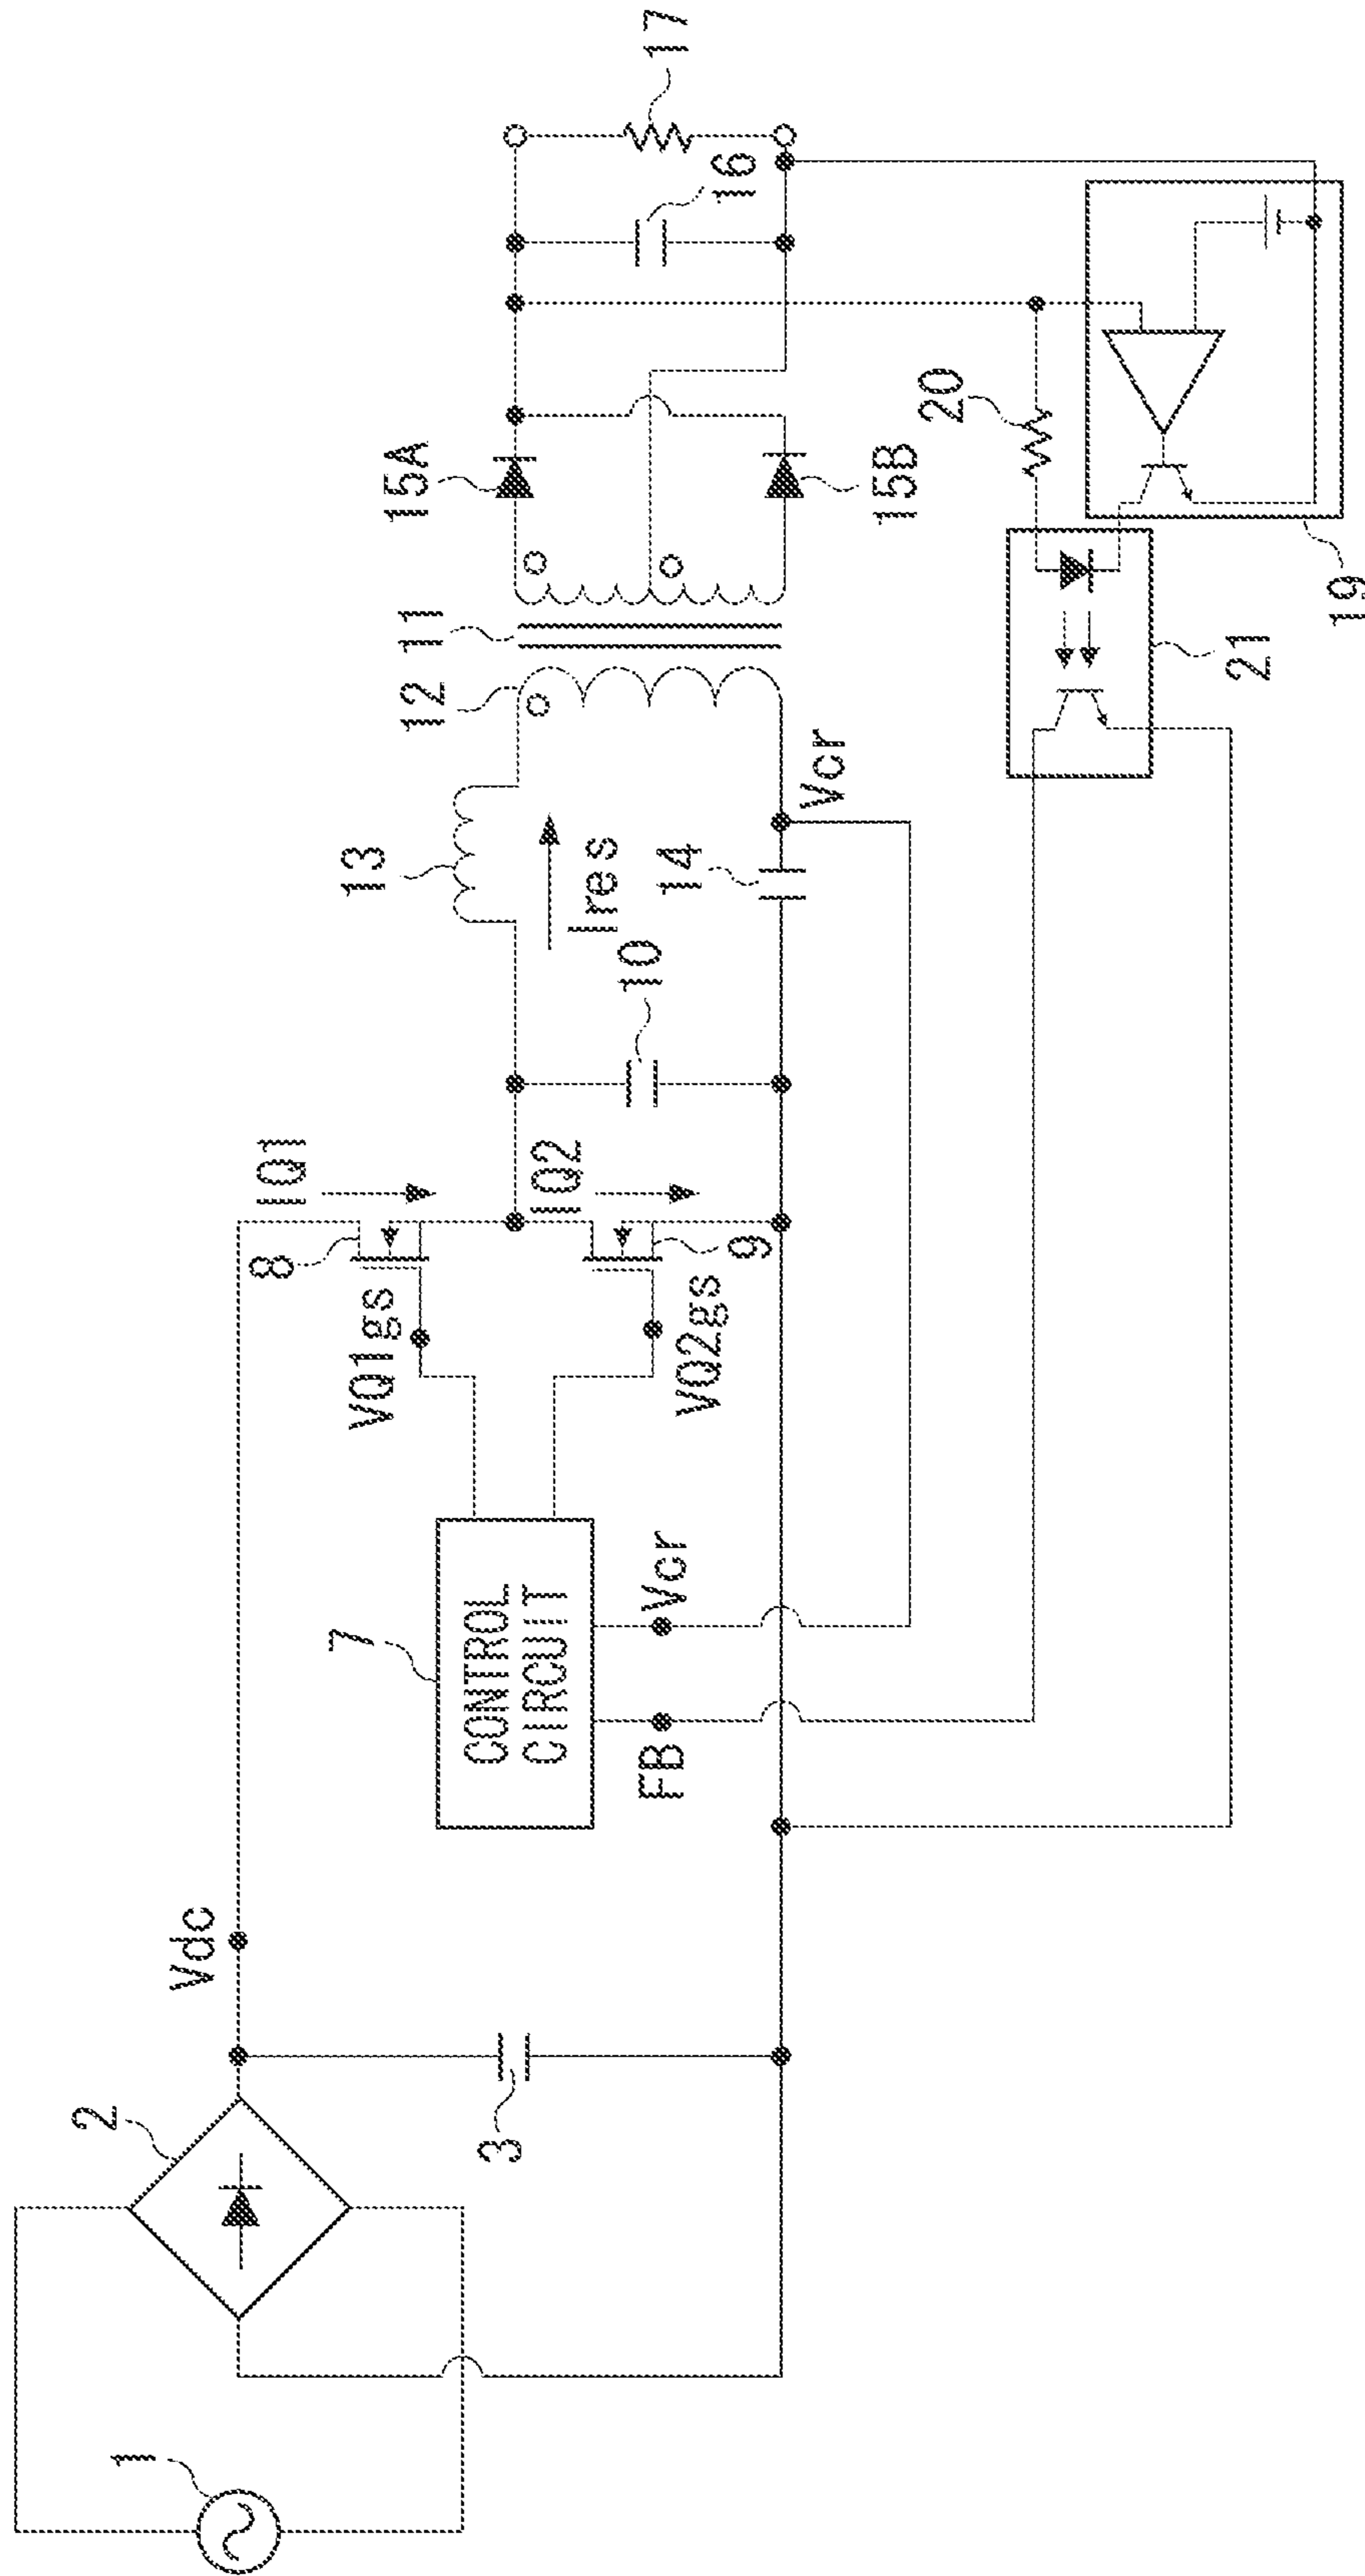 1
2
3
Vdc
7
CONTROL
CIRCUIT
FB
Vcr
VQ1gs
VQ2gs
8
9
IQ1
IQ2
10
Ires
13
14
Vcr
12
11
15A
15B
16
17
20
21
19